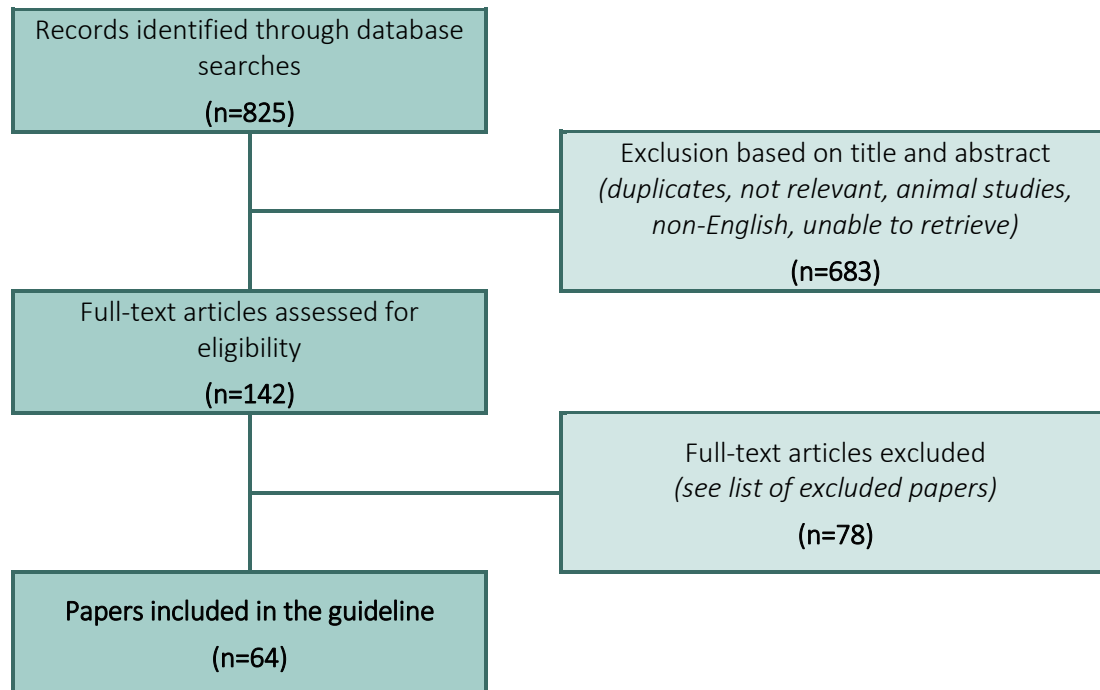 Records identified through database
searches
(n=825)
Exclusion based on title and abstract
(duplicates, not relevant, animal studies,
non-English, unable to retrieve)
(n=683)
Full-text articles assessed for
eligibility
(n=142)
Full-text articles excluded
(see list of excluded papers)
(n=78)
Papers included in the guideline
(n=64)